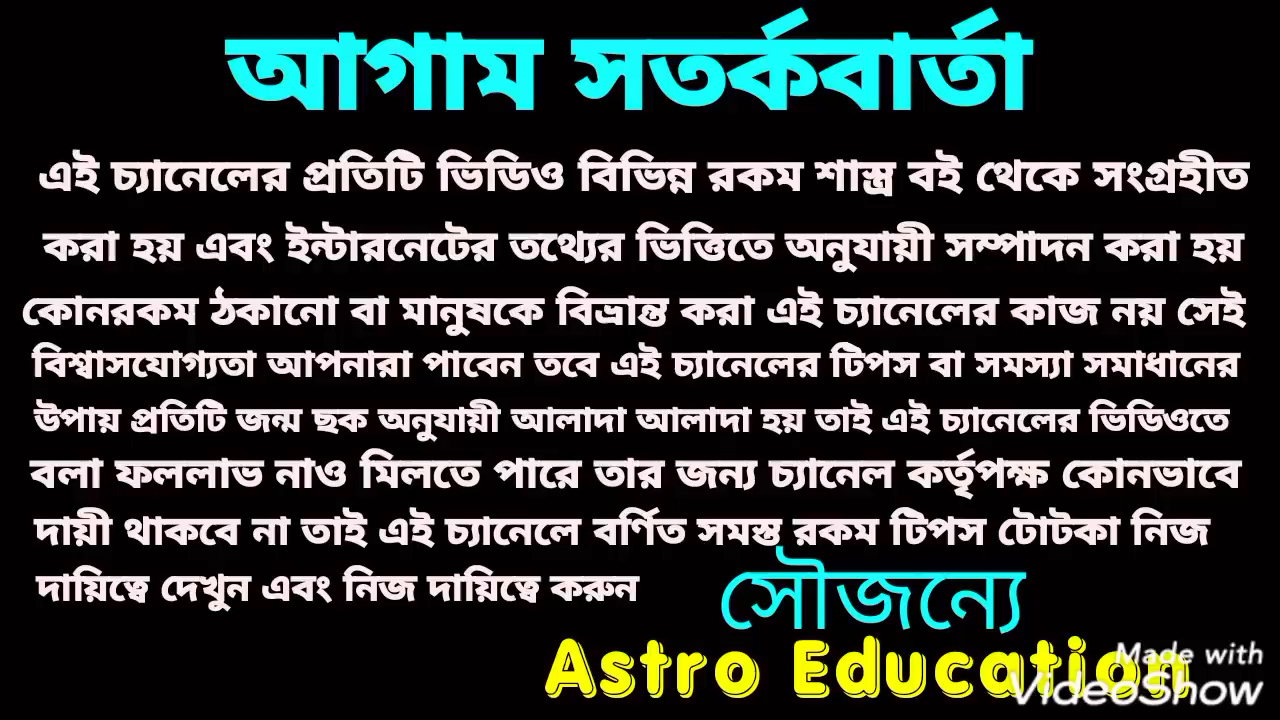 আগাম সতর্কবার্তা
এই চ্যানেলের প্রতিটি ভিডিও বিভিন্ন রকম শাস্ত্র বই থেকে সংগ্রহীত
করা হয় এবং ইন্টারনেটের তথ্যের ভিত্তিতে অনুযায়ী সম্পাদন করা হয়
কোনরকম ঠকানো বা মানুষকে বিভ্রান্ত করা এই চ্যানেলের কাজ নয় সেই
বিশ্বাসযোগ্যতা আপনারা পাবেন তবে এই চ্যানেলের টিপস বা সমস্যা সমাধানের
উপায় প্রতিটি জন্ম ছক অনুযায়ী আলাদা আলাদা হয় তাই এই চ্যানেলের ভিডিওতে
বলা ফললাভ নাও মিলতে পারে তার জন্য চ্যানেল কর্তৃপক্ষ কোনভাবে
দায়ী থাকবে না তাই এই চ্যানেলে বর্ণিত সমস্ত রকম টিপস টোটকা নিজ
দায়িত্বে দেখুন এবং নিজ দায়িত্বে করুন
সৌজন্যে
Astro Education
Made with
VideoShow